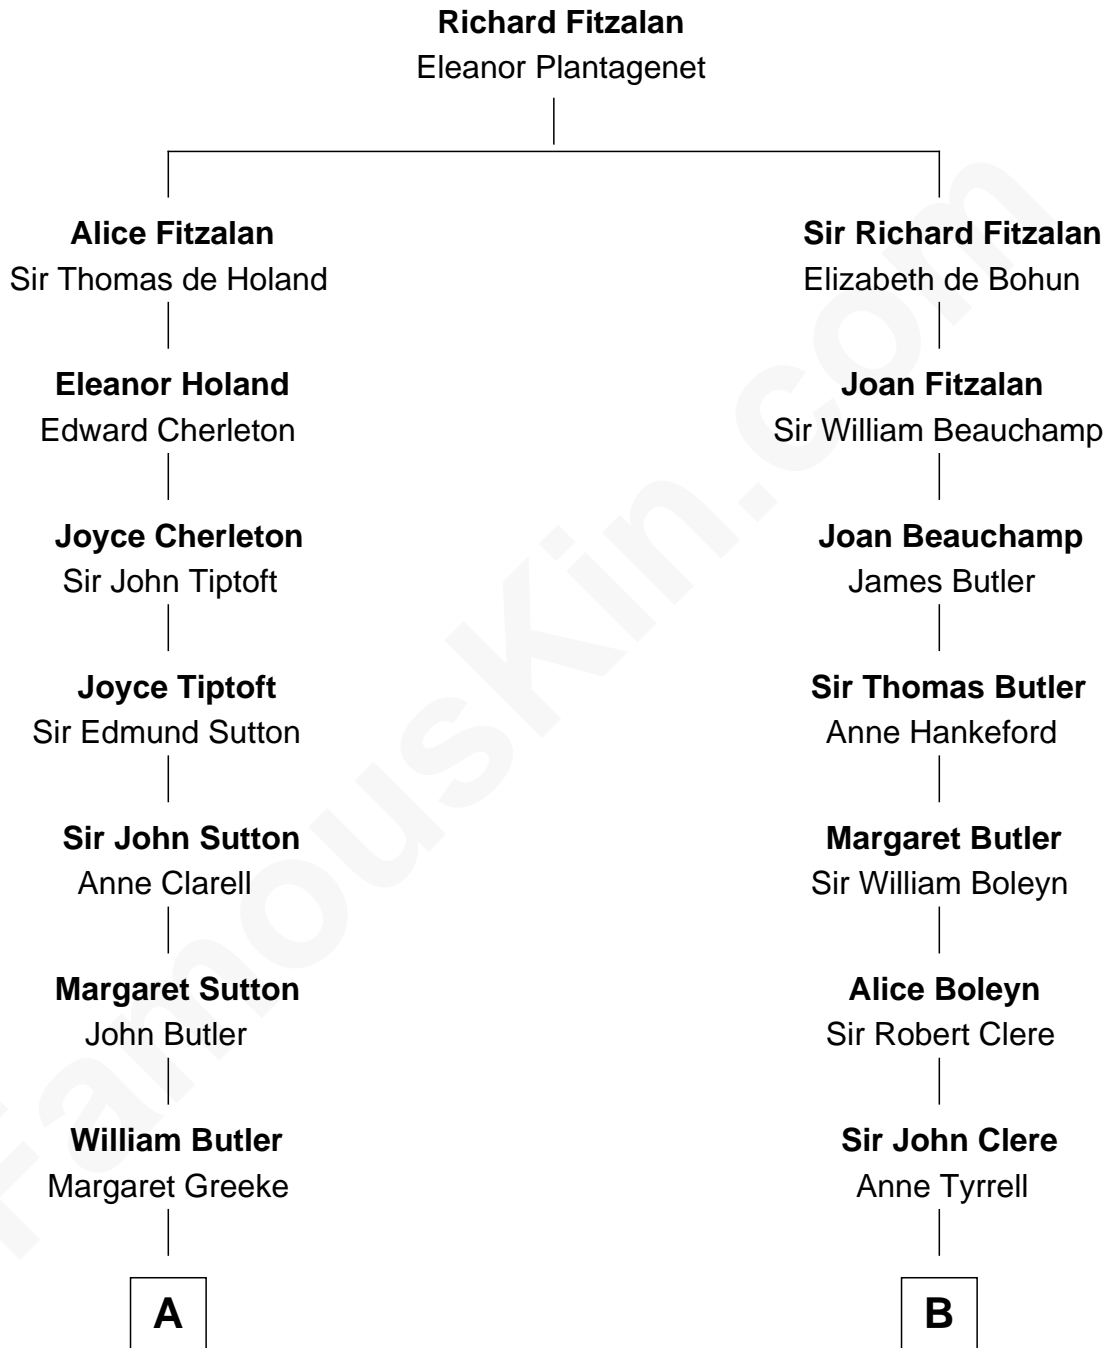 Richard Fitzalan
Eleanor Plantagenet
Alice Fitzalan
Sir Thomas de Holand
Sir Richard Fitzalan
Elizabeth de Bohun
Eleanor Holand
Edward Cherleton
Joan Fitzalan
Sir William Beauchamp
Joyce Cherleton
Sir John Tiptoft
Joan Beauchamp
James Butler
Joyce Tiptoft
Sir Edmund Sutton
Sir Thomas Butler
Anne Hankeford
Sir John Sutton
Anne Clarell
Margaret Butler
Sir William Boleyn
Margaret Sutton
John Butler
Alice Boleyn
Sir Robert Clere
William Butler
Margaret Greeke
Sir John Clere
Anne Tyrrell
A
B
FamousKin.com